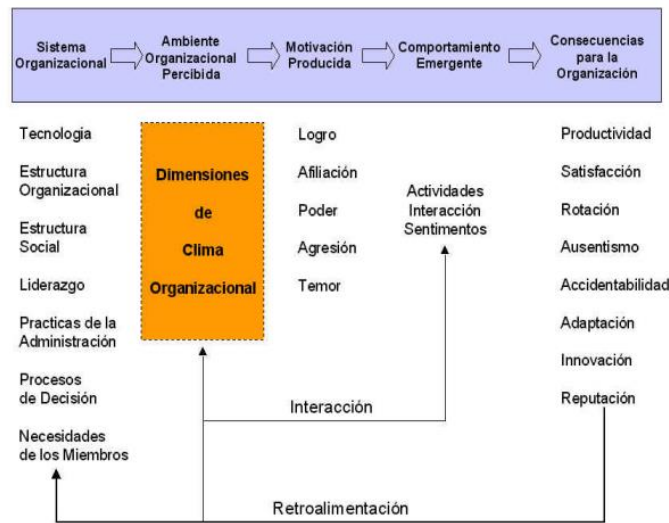 Sistema
Organizacional
Ambiente
Organizacional
Percibida
Motivación
Producida
Comportamiento
Emergente
Consecuencias
para la
Organización
Tecnologia
Estructura
Organizacional
Estructura
Social
Liderazgo
Practicas de la
Administración
Procesos
de Decisión
Necesidades
de los Miembros
Dimensiones
de
Clima
Organizacional
Logro
Afiliación
Poder
Agresión
Temor
Actividades
Interacción
Sentimentos
Productividad
Satisfacción
Rotación
Ausentismo
Accidentabilidad
Adaptación
Innovación
Reputación
Interacción
Retroalimentación